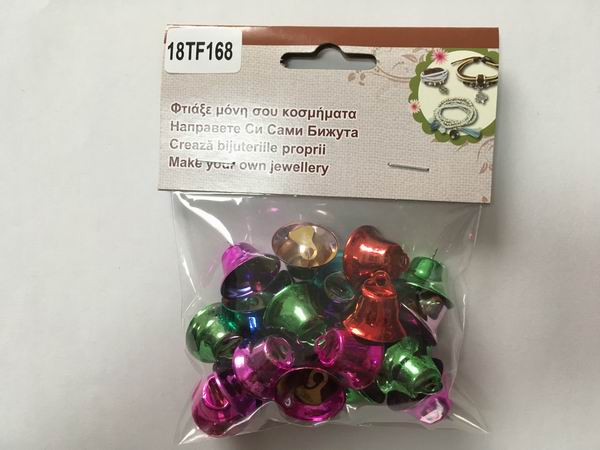 18TF168
Φτιάξε μόνη σου κοσμήματα
Направете Си Сами Бижута
Crează bijuteriile proprii
Make your own jewellery